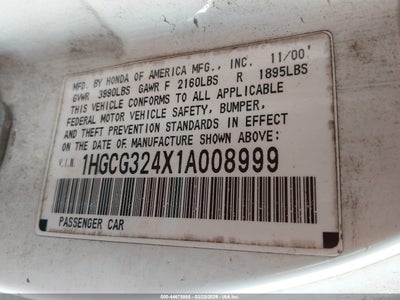 MFD. BY HONDA OF AMERICA MFG., INC. 11/00'
GVWR 3990LBS GAWR F 2160LBS R 1895LBS
THIS VEHICLE CONFORMS TO ALL APPLICABLE
FEDERAL MOTOR VEHICLE SAFETY, BUMPER,
AND THEFT PREVENTION STANDARDS IN EFFECT
ON THE DATE OF MANUFACTURE SHOWN ABOVE.
V.I.N. 1HGCG324X1A008999
PASSENGER CAR